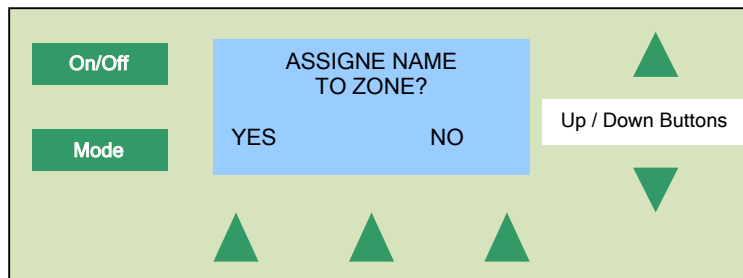 On/Off
Mode
ASSIGNE NAME
TO ZONE?
YES NO
Up / Down Buttons